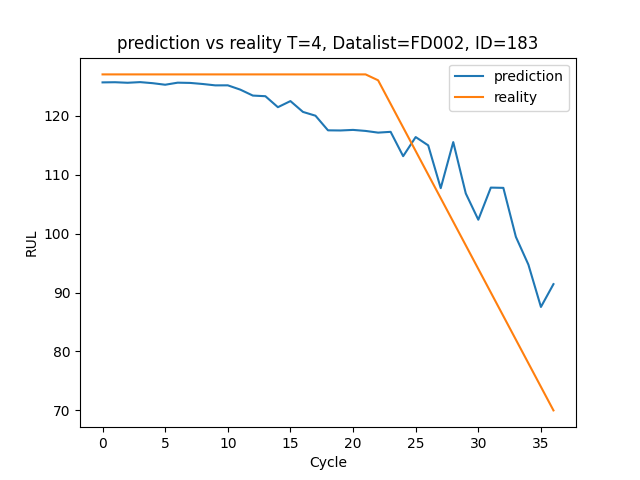 prediction vs reality T=4, Datalist=FD002, ID=183
prediction
reality
RUL
120
110
100
90
80
70
0 5 10 15 20 25 30 35
Cycle